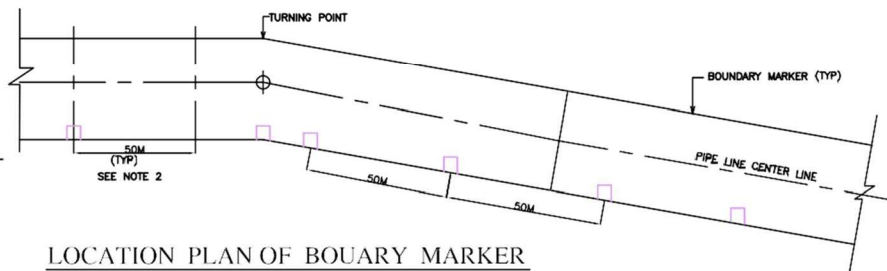 TURNING POINT
BOUNDARY MARKER (TYP)
50M
(TYP)
SEE NOTE 2
50M
50M
PIPE LINE CENTER LINE
LOCATION PLAN OF BOUARY MARKER